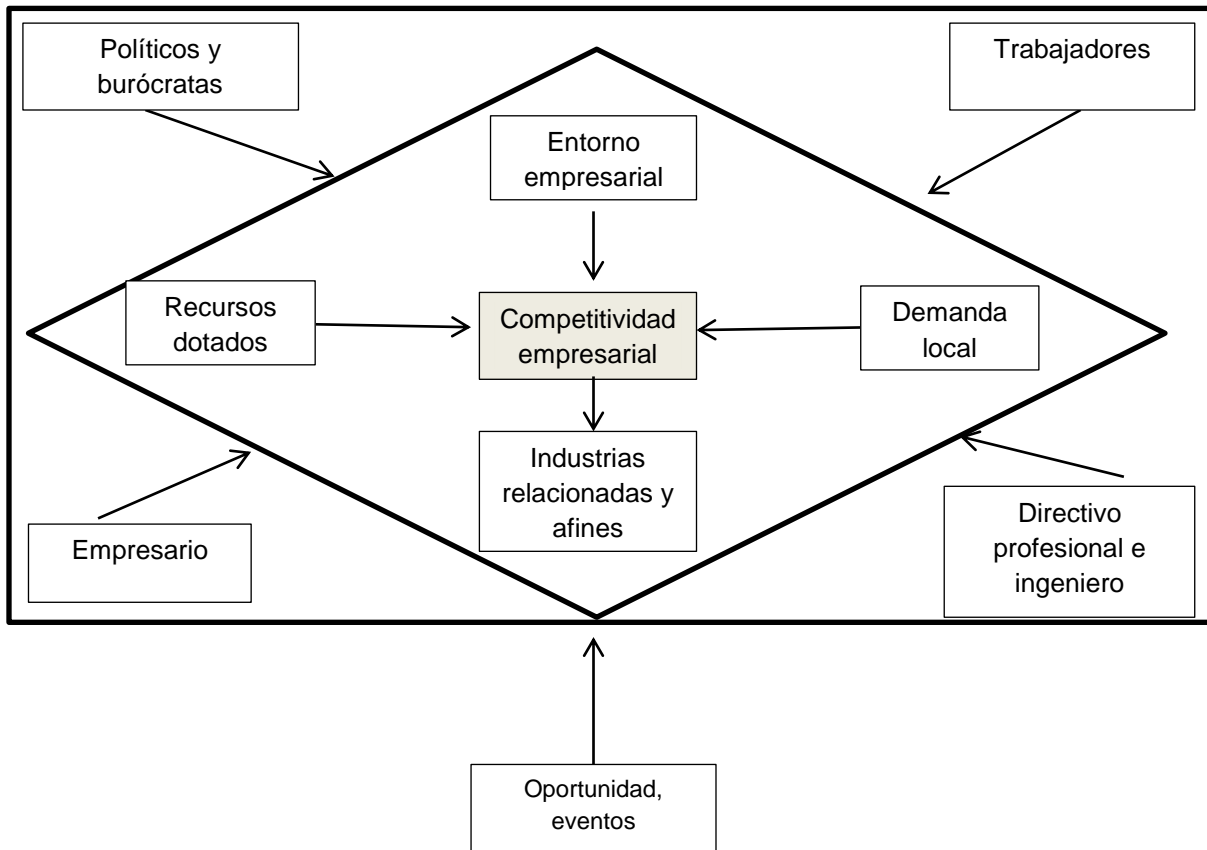 Políticos y
burócratas
Trabajadores
Entorno
empresarial
Recursos
dotados
Competitividad
empresarial
Demanda
local
Industrias
relacionadas y
afines
Empresario
Directivo
profesional e
ingeniero
Oportunidad,
eventos